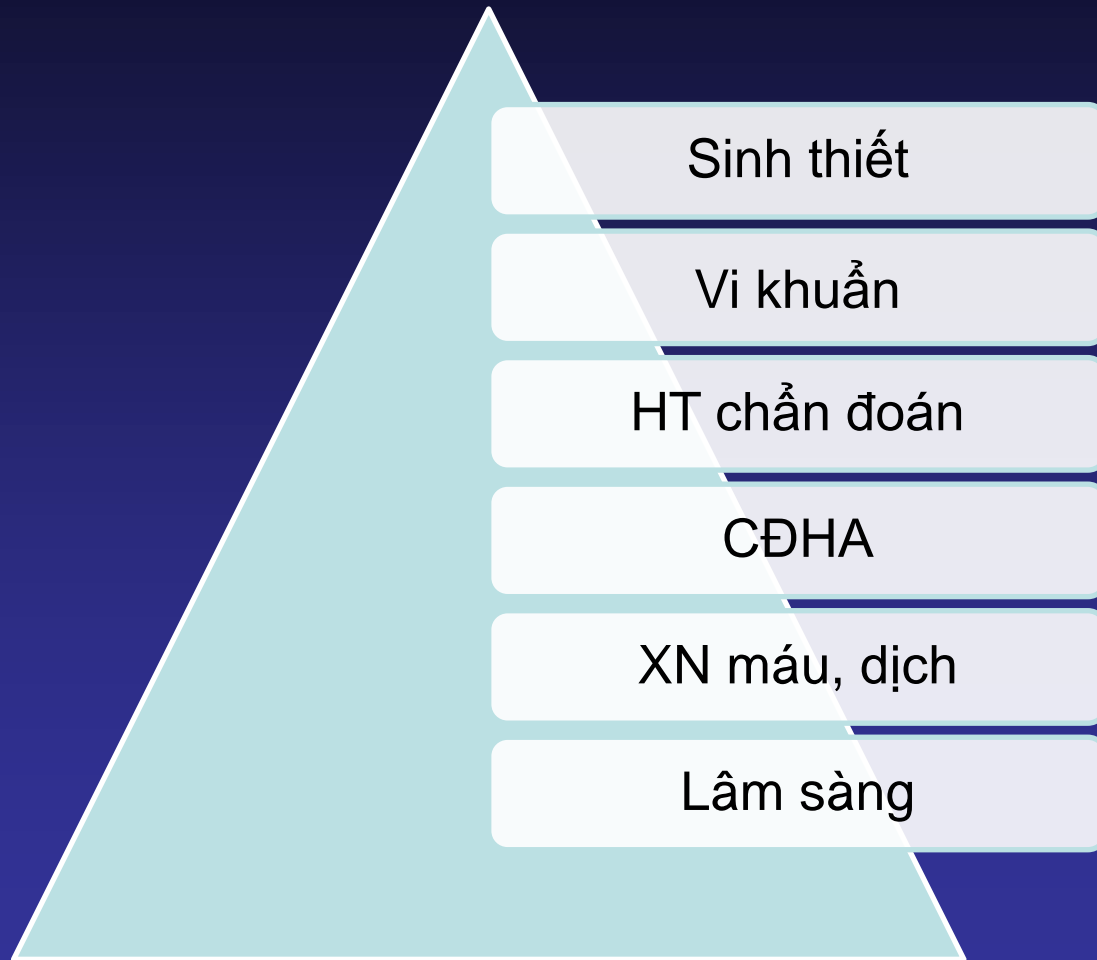 Sinh thiết
Vi khuẩn
HT chẩn đoán
CĐHA
XN máu, dịch
Lâm sàng